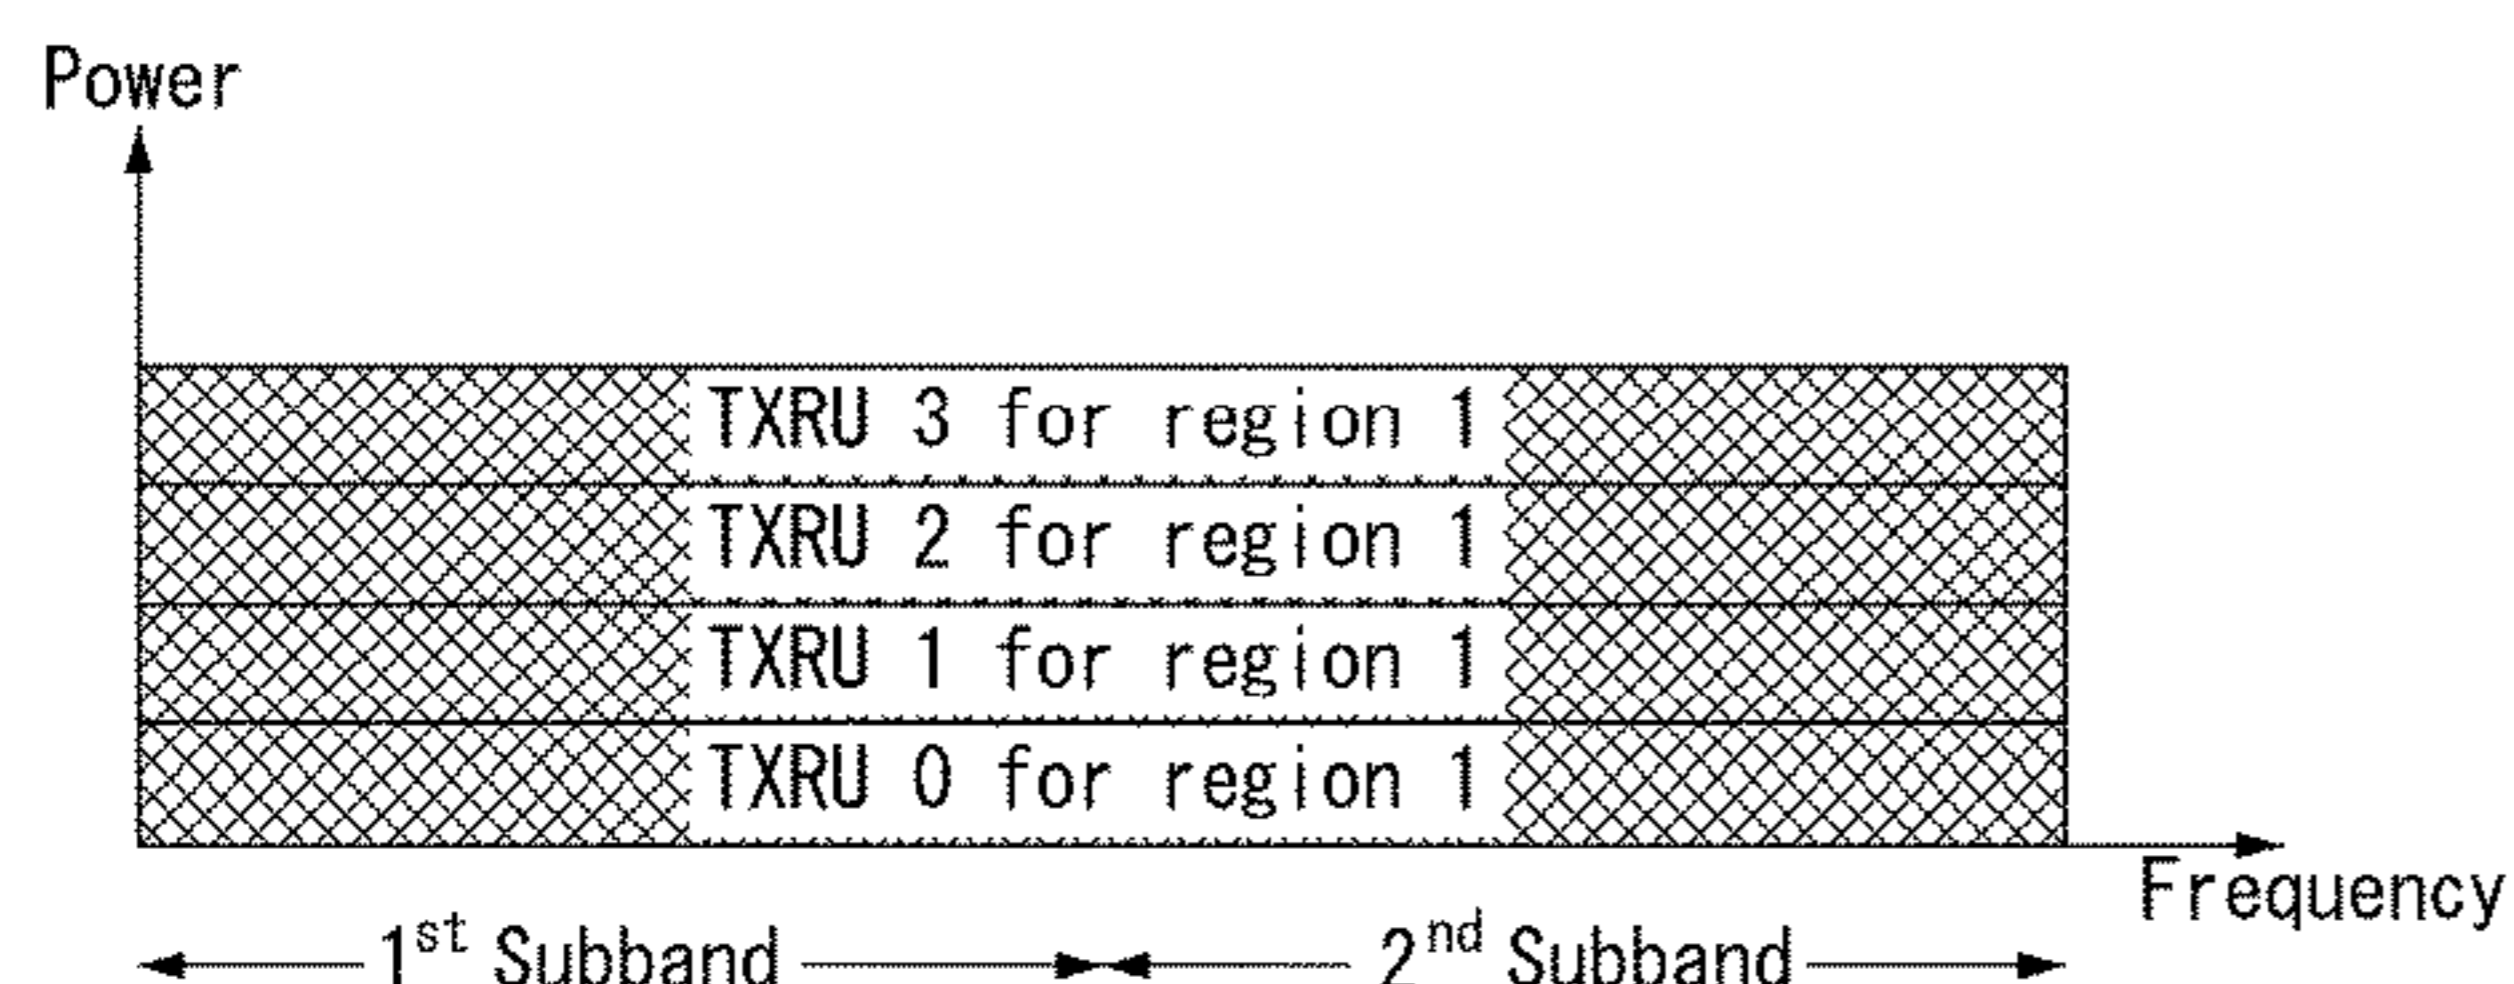 Power
TXRU 3 for region 1
TXRU 2 for region 1
TXRU 1 for region 1
TXRU 0 for region 1
Frequency
1st Subband 2nd Subband